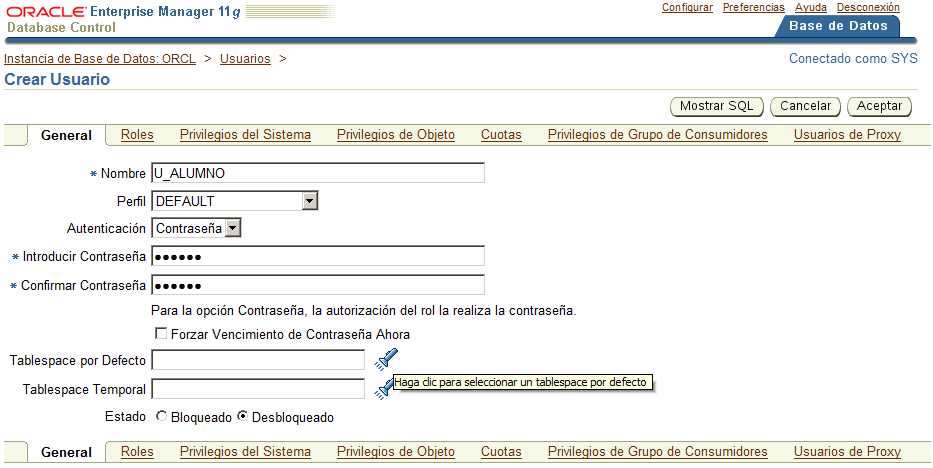 ORACLE Enterprise Manager 11g
Database Control
Configurar Preferencias Ayuda Desconexión
Base de Datos
Instancia de Base de Datos: ORCL > Usuarios >
Conectado como SYS
Crear Usuario
Mostrar SQL Cancelar Aceptar
General Roles Privilegios del Sistema Privilegios de Objeto Cuotas Privilegios de Grupo de Consumidores Usuarios de Proxy
* Nombre U_ALUMNO
Perfil DEFAULT
Autenticación Contraseña
* Introducir Contraseña ••••••
* Confirmar Contraseña ••••••
Para la opción Contraseña, la autorización del rol la realiza la contraseña.
Forzar Vencimiento de Contraseña Ahora
Tablespace por Defecto
Haga clic para seleccionar un tablespace por defecto
Tablespace Temporal
Estado Bloqueado Desbloqueado
General Roles Privilegios del Sistema Privilegios de Objeto Cuotas Privilegios de Grupo de Consumidores Usuarios de Proxy